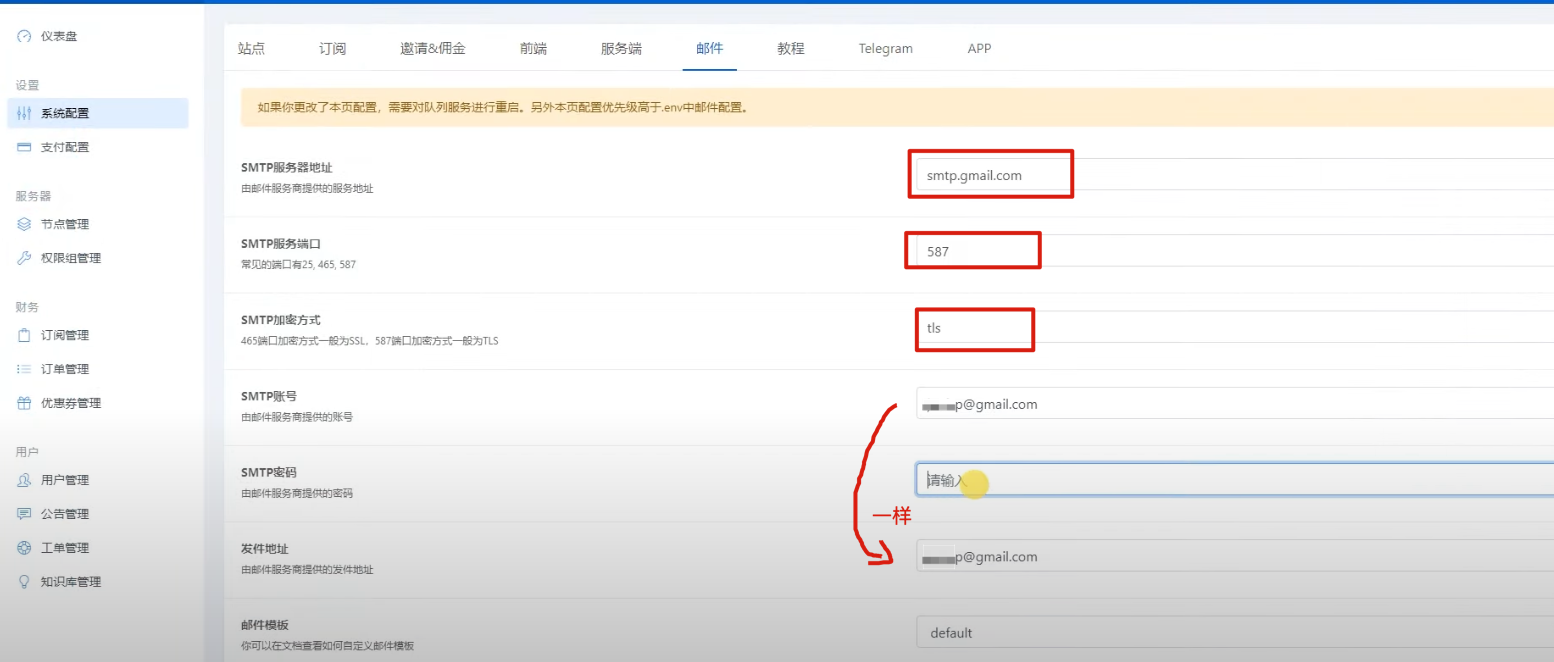 仪表盘
设置
系统配置
支付配置
服务器
节点管理
权限组管理
财务
订阅管理
订单管理
优惠券管理
用户
用户管理
公告管理
工单管理
知识库管理
站点 订阅 邀请&佣金 前端 服务端 邮件 教程 Telegram APP
如果你更改了本页配置，需要对队列服务进行重启。另外本页配置优先级高于.env中邮件配置。
SMTP服务器地址
由邮件服务商提供的服务地址
smtp.gmail.com
SMTP服务端口
常见的端口有25, 465, 587
587
SMTP加密方式
465端口加密方式一般为SSL，587端口加密方式一般为TLS
tls
SMTP账号
由邮件服务商提供的账号
p@gmail.com
SMTP密码
由邮件服务商提供的密码
请输入
一样
发件地址
由邮件服务商提供的发件地址
p@gmail.com
邮件模板
你可以在文档查看如何自定义邮件模板
default